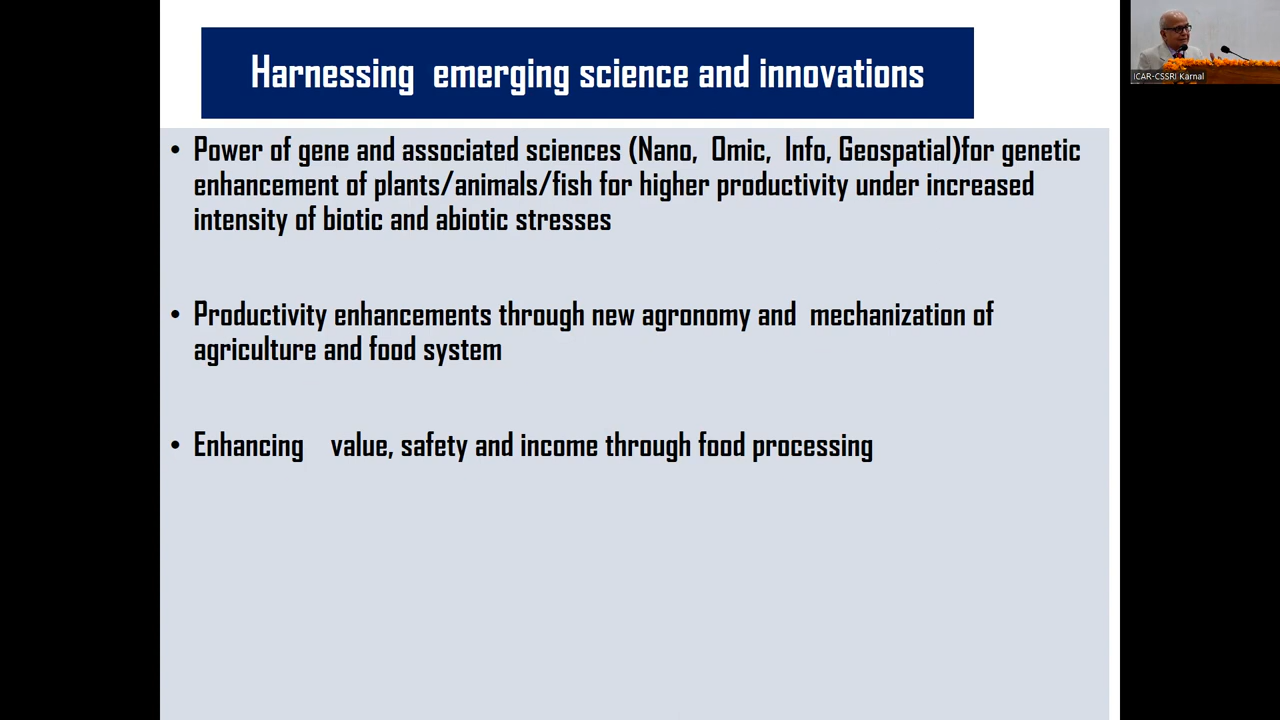 Harnessing  emerging science and innovations
• Power of gene and associated sciences (Nano,  Omic,  Info, Geospatial)for genetic
enhancement of plants/animals/fish for higher productivity under increased
intensity of biotic and abiotic stresses
• Productivity enhancements through new agronomy and  mechanization of
agriculture and food system
• Enhancing    value, safety and income through food processing
ICAR-CSSRI Karnal